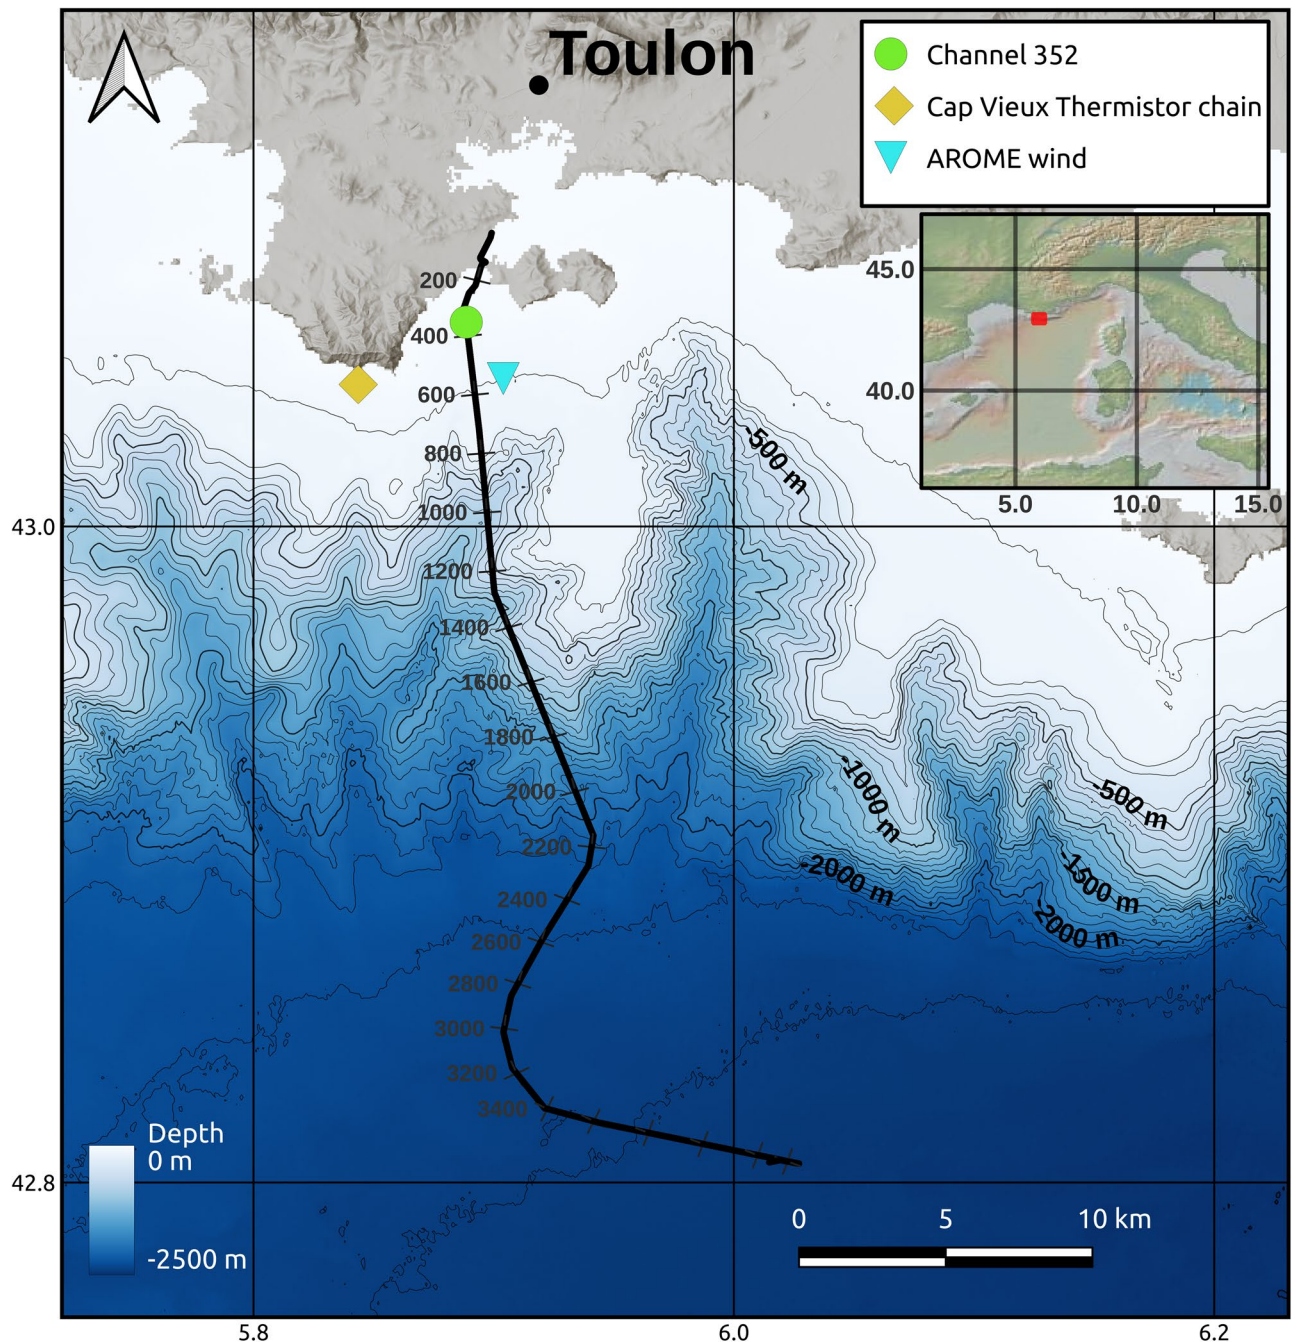 Toulon
Channel 352
Cap Vieux Thermistor chain
AROME wind
45.0
40.0
5.0
10.0
15.0
200
400
600
800
1000
1200
1400
1600
1800
2000
2200
2400
2600
2800
3000
3200
3400
-500 m
-1000 m
-500 m
-1500 m
-2000 m
-2000 m
43.0
42.8
Depth
0 m
-2500 m
0
5
10 km
5.8
6.0
6.2